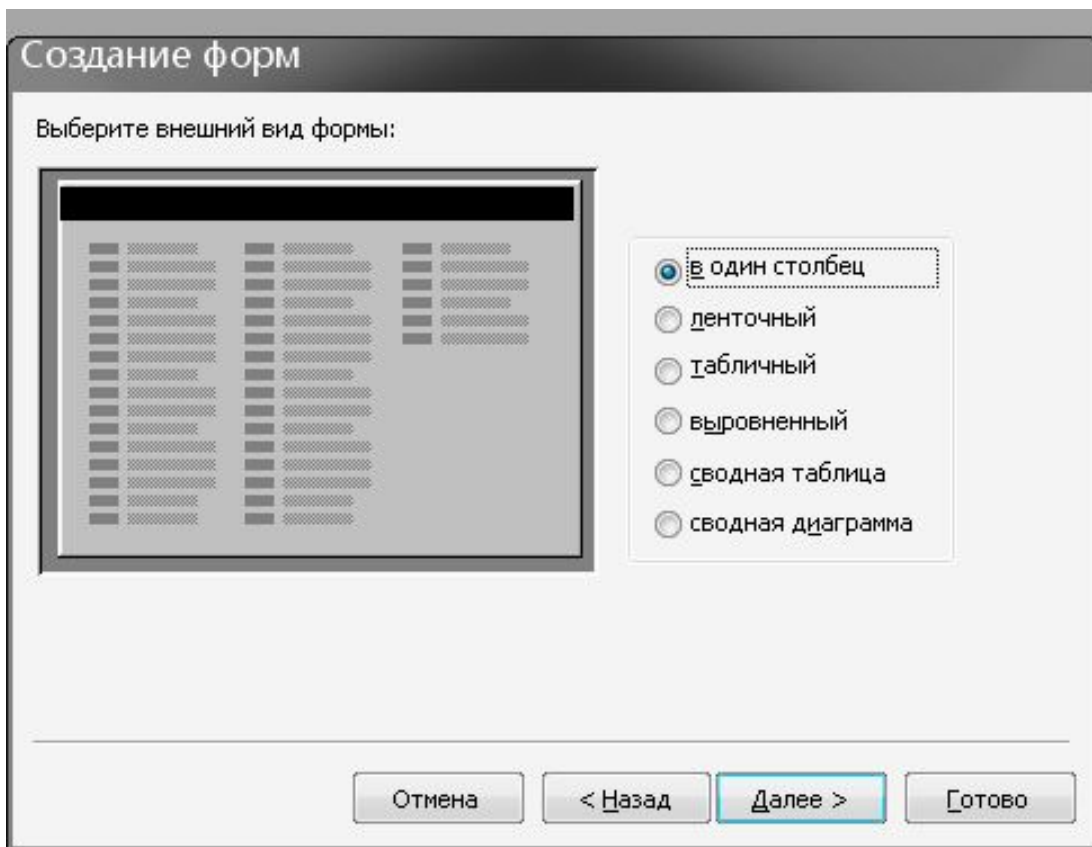 Создание форм
Выберите внешний вид формы:
в один столбец
ленточный
табличный
выровненный
сводная таблица
сводная диаграмма
Отмена
< Назад
Далее >
Готово